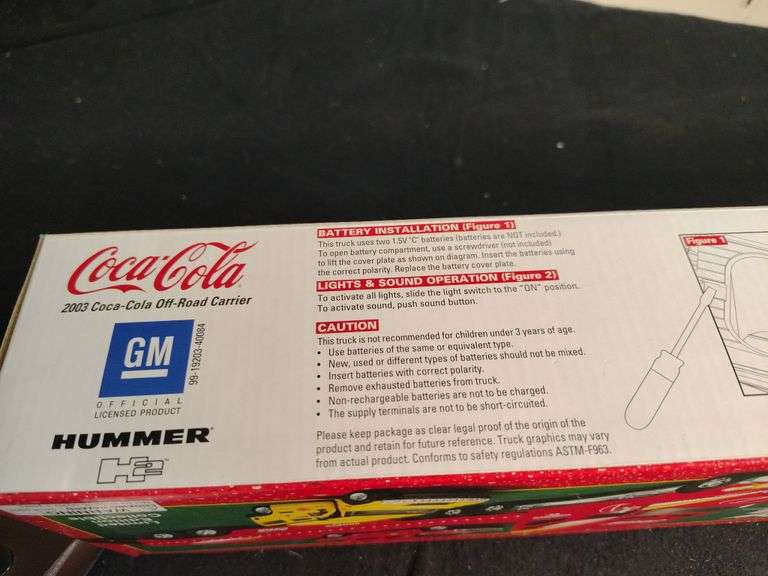 Coca-Cola
2003 Coca-Cola Off-Road Carrier
GM
99-19203-40084
OFFICIAL
LICENSED PRODUCT
HUMMER
H2
BATTERY INSTALLATION (Figure 1)
This truck uses two 1.5V "C" batteries (batteries are NOT included.)
To open battery compartment, use a screwdriver (not included)
to lift the cover plate as shown on diagram. Insert the batteries using
the correct polarity. Replace the battery cover plate.
LIGHTS & SOUND OPERATION (Figure 2)
To activate all lights, slide the light switch to the "ON" position.
To activate sound, push sound button.
CAUTION
This truck is not recommended for children under 3 years of age.
• Use batteries of the same or equivalent type.
• New, used or different types of batteries should not be mixed.
• Insert batteries with correct polarity.
• Remove exhausted batteries from truck.
• Non-rechargeable batteries are not to be charged.
• The supply terminals are not to be short-circuited.
Please keep package as clear legal proof of the origin of the
product and retain for future reference. Truck graphics may vary
from actual product. Conforms to safety regulations ASTM-F963.
Figure 1